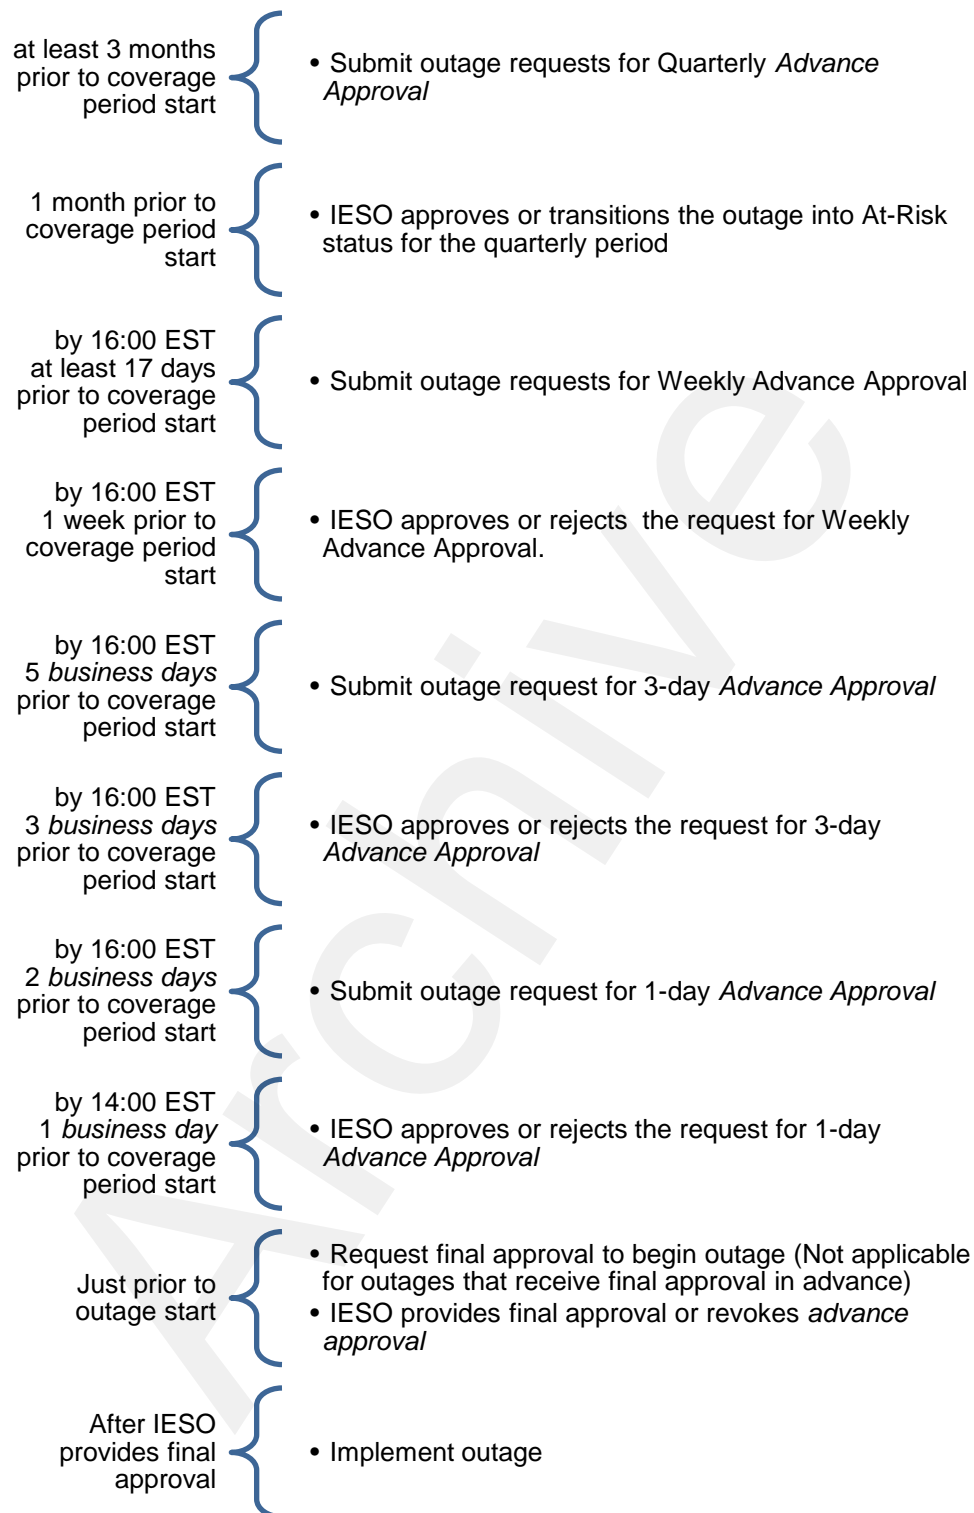 at least 3 months
prior to coverage
period start
• Submit outage requests for Quarterly Advance
Approval
1 month prior to
coverage period
start
• IESO approves or transitions the outage into At-Risk
status for the quarterly period
by 16:00 EST
at least 17 days
prior to coverage
period start
• Submit outage requests for Weekly Advance Approval
by 16:00 EST
1 week prior to
coverage period
start
• IESO approves or rejects  the request for Weekly
Advance Approval.
by 16:00 EST
5 business days
prior to coverage
period start
• Submit outage request for 3-day Advance Approval
by 16:00 EST
3 business days
prior to coverage
period start
• IESO approves or rejects the request for 3-day
Advance Approval
by 16:00 EST
2 business days
prior to coverage
period start
• Submit outage request for 1-day Advance Approval
by 14:00 EST
1 business day
prior to coverage
period start
• IESO approves or rejects the request for 1-day
Advance Approval
Just prior to
outage start
• Request final approval to begin outage (Not applicable
for outages that receive final approval in advance)
• IESO provides final approval or revokes advance
approval
After IESO
provides final
approval
• Implement outage
Archive